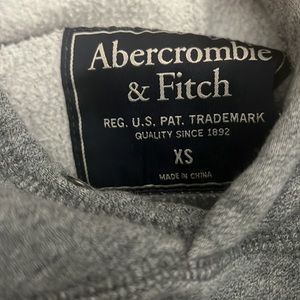 Abercrombie
& Fitch
REG. U.S. PAT. TRADEMARK
QUALITY SINCE 1892
XS
MADE IN CHINA